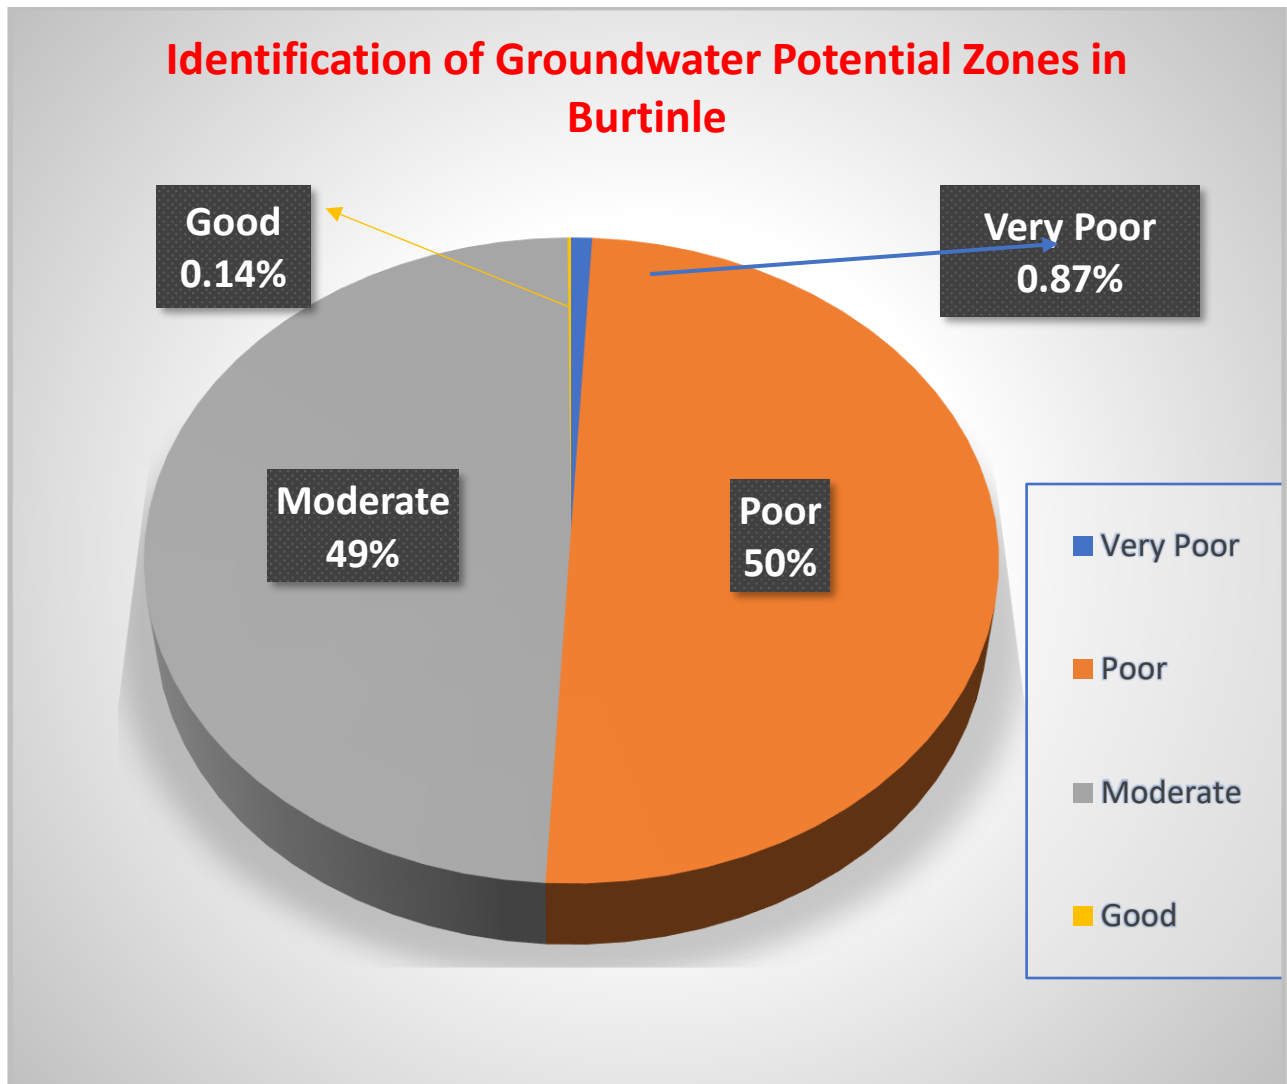 Identification of Groundwater Potential Zones in
Burtinle
Good
0.14%
Very Poor
0.87%
Moderate
49%
Poor
50%
Very Poor
Poor
Moderate
Good